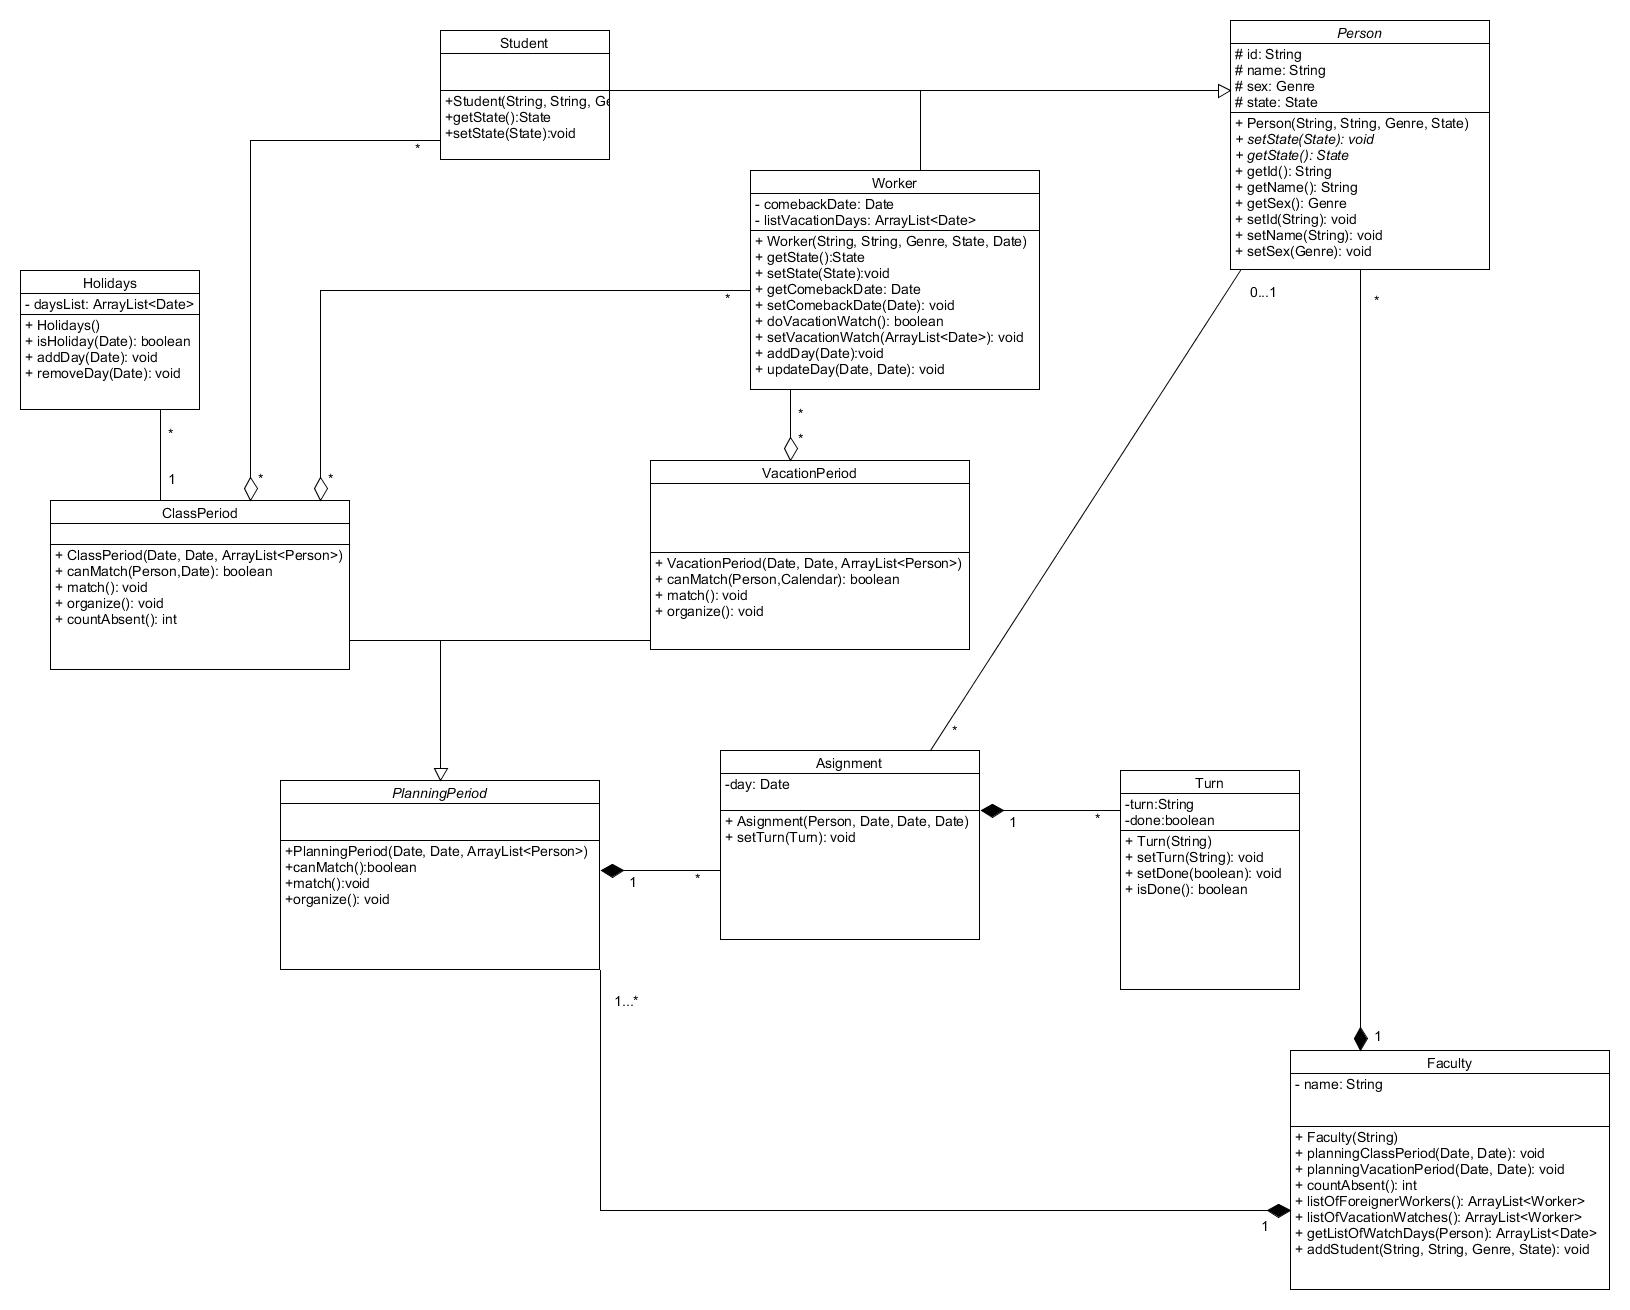 Student
+Student(String, String, Ge
+getState():State
+setState(State):void
*
Person
# id: String
# name: String
# sex: Genre
# state: State
+ Person(String, String, Genre, State)
+ setState(State): void
+ getState(): State
+ getId(): String
+ getName(): String
+ getSex(): Genre
+ setId(String): void
+ setName(String): void
+ setSex(Genre): void
0...1
*
Worker
- comebackDate: Date
- listVacationDays: ArrayList<Date>
+ Worker(String, String, Genre, State, Date)
+ getState():State
+ setState(State):void
+ getComebackDate: Date
+ setComebackDate(Date): void
+ doVacationWatch(): boolean
+ setVacationWatch(ArrayList<Date>): void
+ addDay(Date):void
+ updateDay(Date, Date): void
*
*
*
Holidays
- daysList: ArrayList<Date>
+ Holidays()
+ isHoliday(Date): boolean
+ addDay(Date): void
+ removeDay(Date): void
*
1
*
*
ClassPeriod
+ ClassPeriod(Date, Date, ArrayList<Person>)
+ canMatch(Person,Date): boolean
+ match(): void
+ organize(): void
+ countAbsent(): int
VacationPeriod
+ VacationPeriod(Date, Date, ArrayList<Person>)
+ canMatch(Person,Calendar): boolean
+ match(): void
+ organize(): void
*
PlanningPeriod
+PlanningPeriod(Date, Date, ArrayList<Person>)
+canMatch():boolean
+match():void
+organize(): void
1
*
1...*
Asignment
-day: Date
+ Asignment(Person, Date, Date, Date)
+ setTurn(Turn): void
1
*
Turn
-turn:String
-done:boolean
+ Turn(String)
+ setTurn(String): void
+ setDone(boolean): void
+ isDone(): boolean
1
Faculty
- name: String
+ Faculty(String)
+ planningClassPeriod(Date, Date): void
+ planningVacationPeriod(Date, Date): void
+ countAbsent(): int
+ listOfForeignerWorkers(): ArrayList<Worker>
+ listOfVacationWatches(): ArrayList<Worker>
+ getListOfWatchDays(Person): ArrayList<Date>
+ addStudent(String, String, Genre, State): void
1